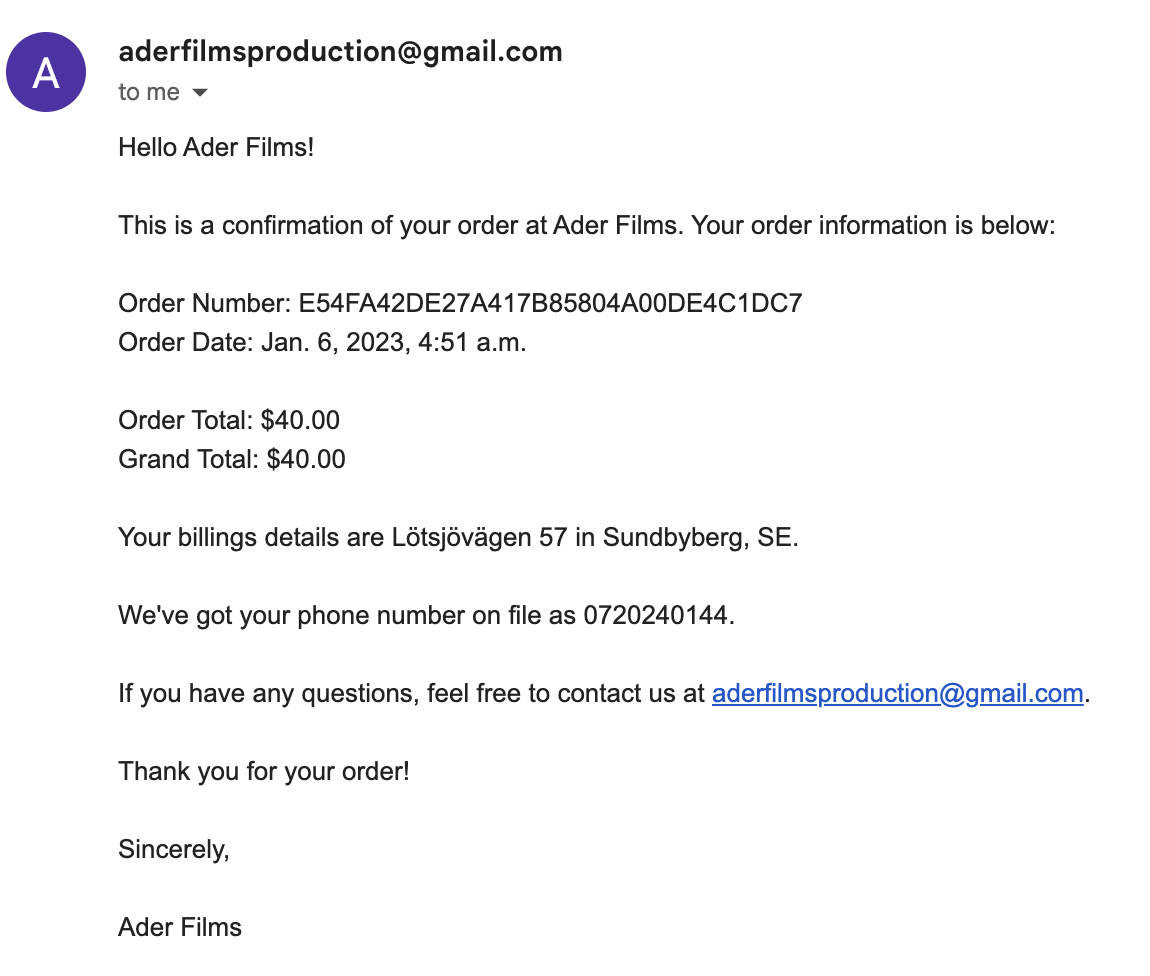 A
aderfilmsproduction@gmail.com
to me
Hello Ader Films!
This is a confirmation of your order at Ader Films. Your order information is below:
Order Number: E54FA42DE27A417B85804A00DE4C1DC7
Order Date: Jan. 6, 2023, 4:51 a.m.
Order Total: $40.00
Grand Total: $40.00
Your billings details are Lötsjövägen 57 in Sundbyberg, SE.
We've got your phone number on file as 0720240144.
If you have any questions, feel free to contact us at aderfilmsproduction@gmail.com.
Thank you for your order!
Sincerely,
Ader Films